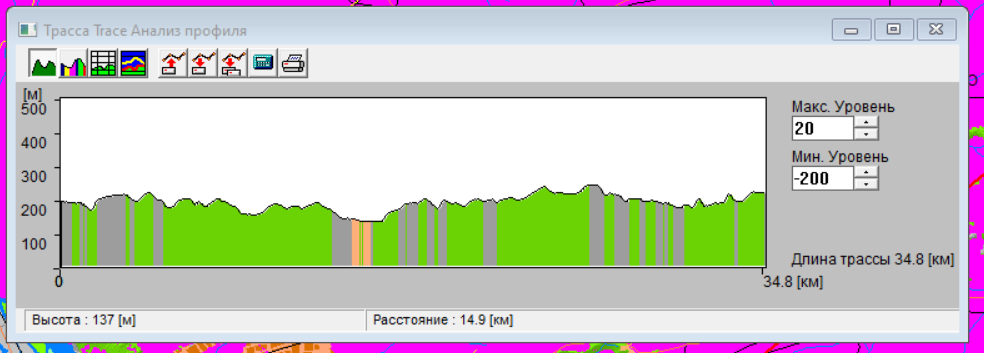 Трасса Trace Анализ профиля
[м]
500
400
300
200
100
0
34.8 [км]
Макс. Уровень
20
Мин. Уровень
-200
Длина трассы 34.8 [км]
Высота : 137 [м]
Расстояние : 14.9 [км]